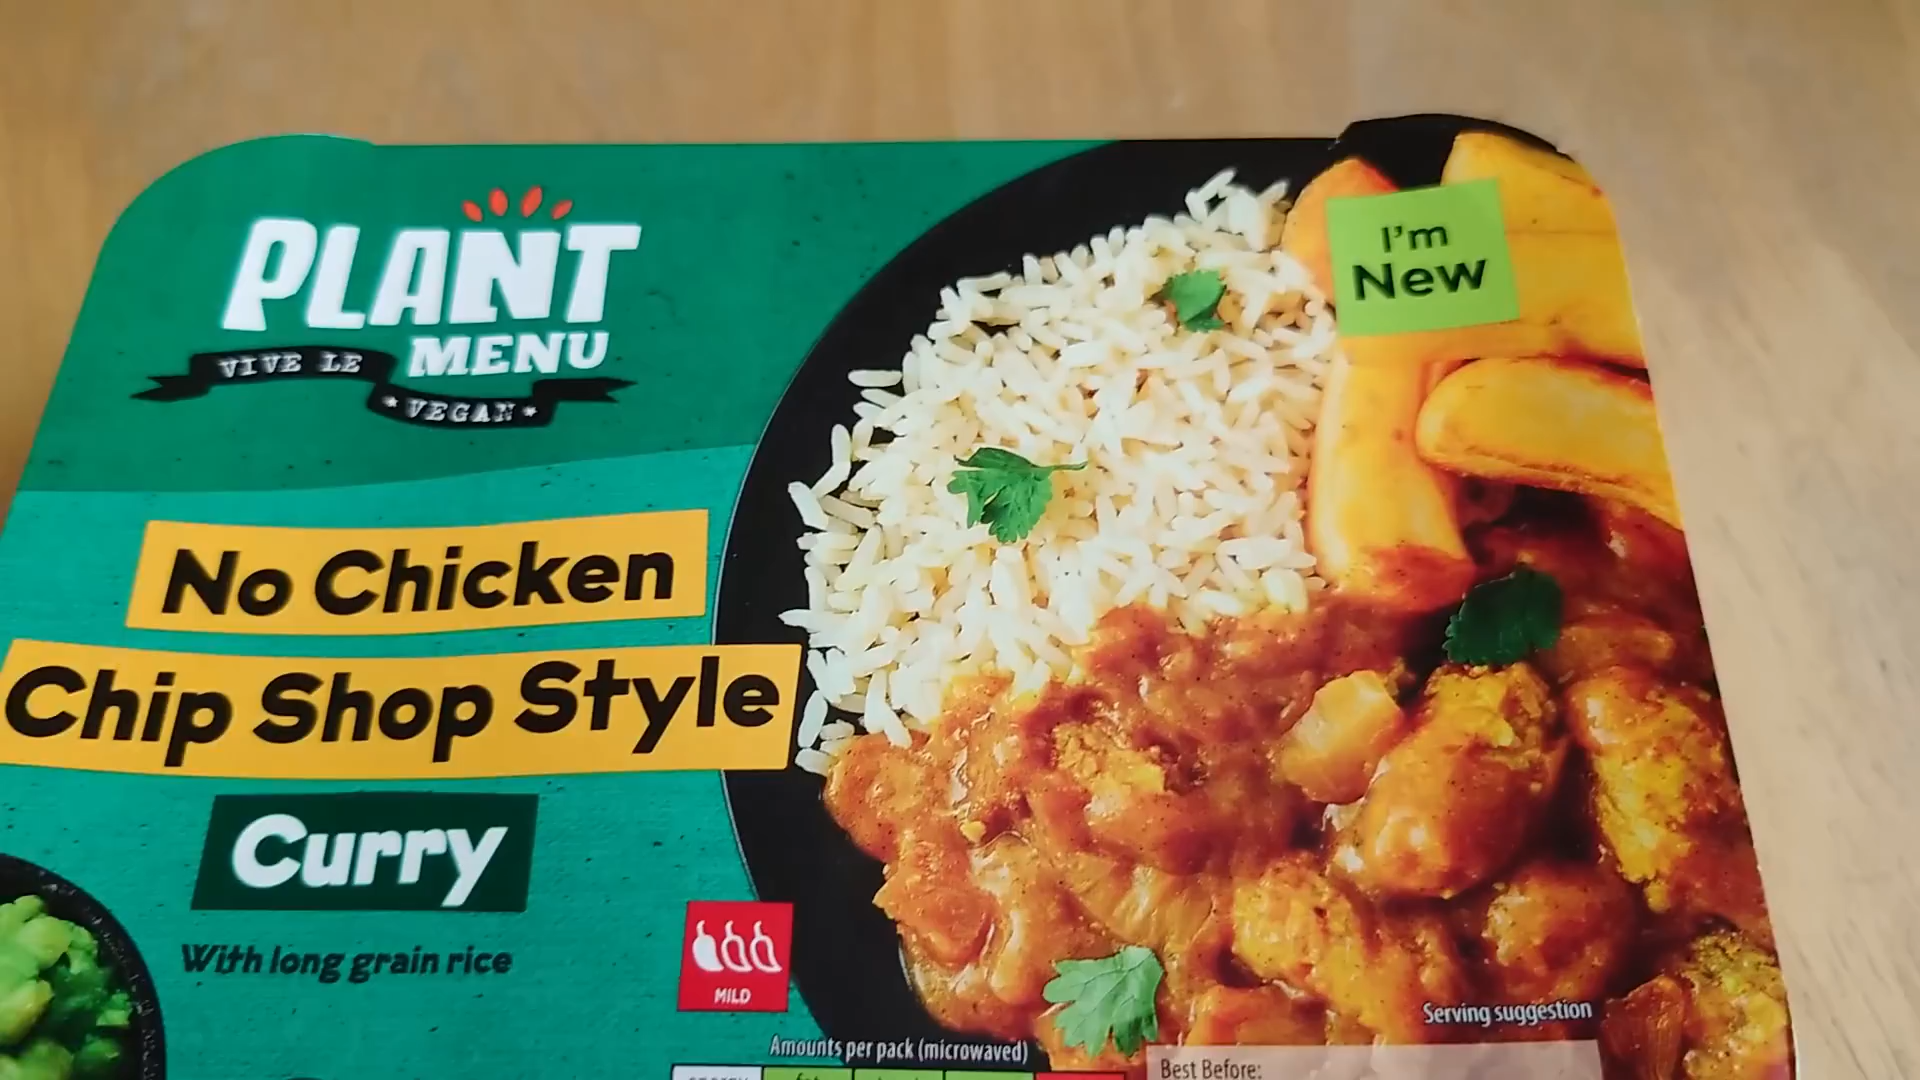 PLANT
MENU
VIVE LE
VEGAN
I'm
New
No Chicken
Chip Shop Style
Curry
With long grain rice
MILD
Serving suggestion
Amounts per pack (microwaved)
Best Before: